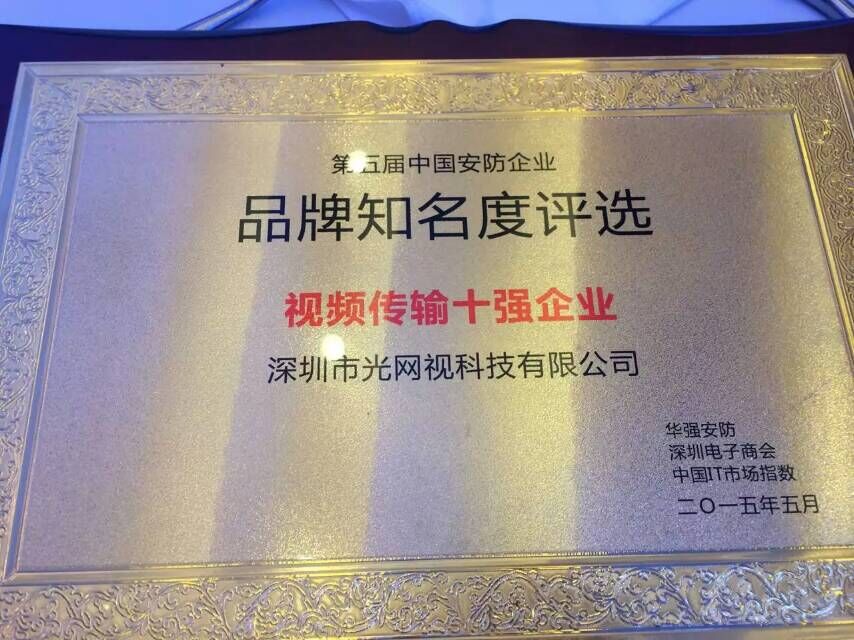 第五届中国安防企业
品牌知名度评选
视频传输十强企业
深圳市光网视科技有限公司
华强安防
深圳电子商会
中国IT市场指数
二〇一五年五月